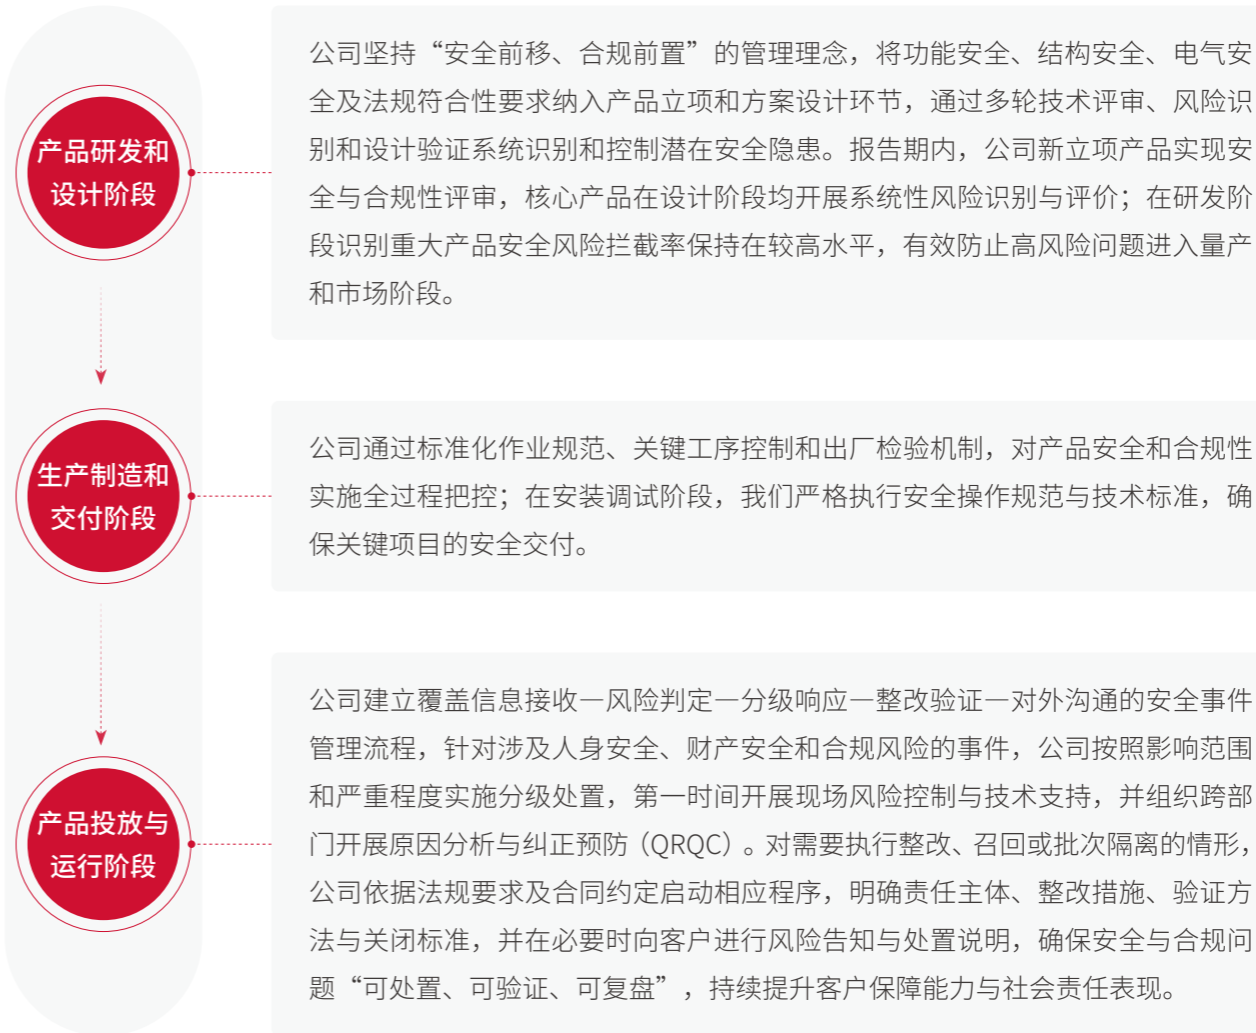 产品研发和
设计阶段
公司坚持“安全前移、合规前置”的管理理念，将功能安全、结构安全、电气安
全及法规符合性要求纳入产品立项和方案设计环节，通过多轮技术评审、风险识
别和设计验证系统识别和控制潜在安全隐患。报告期内，公司新立项产品实现安
全与合规性评审，核心产品在设计阶段均开展系统性风险识别与评价；在研发阶
段识别重大产品安全风险拦截率保持在较高水平，有效防止高风险问题进入量产
和市场阶段。
生产制造和
交付阶段
公司通过标准化作业规范、关键工序控制和出厂检验机制，对产品安全和合规性
实施全过程把控；在安装调试阶段，我们严格执行安全操作规范与技术标准，确
保关键项目的安全交付。
产品投放与
运行阶段
公司建立覆盖信息接收—风险判定—分级响应—整改验证—对外沟通的安全事件
管理流程，针对涉及人身安全、财产安全和合规风险的事件，公司按照影响范围
和严重程度实施分级处置，第一时间开展现场风险控制与技术支持，并组织跨部
门开展原因分析与纠正预防（QRQC）。对需要执行整改、召回或批次隔离的情形，
公司依据法规要求及合同约定启动相应程序，明确责任主体、整改措施、验证方
法与关闭标准，并在必要时向客户进行风险告知与处置说明，确保安全与合规问
题“可处置、可验证、可复盘”，持续提升客户保障能力与社会责任表现。